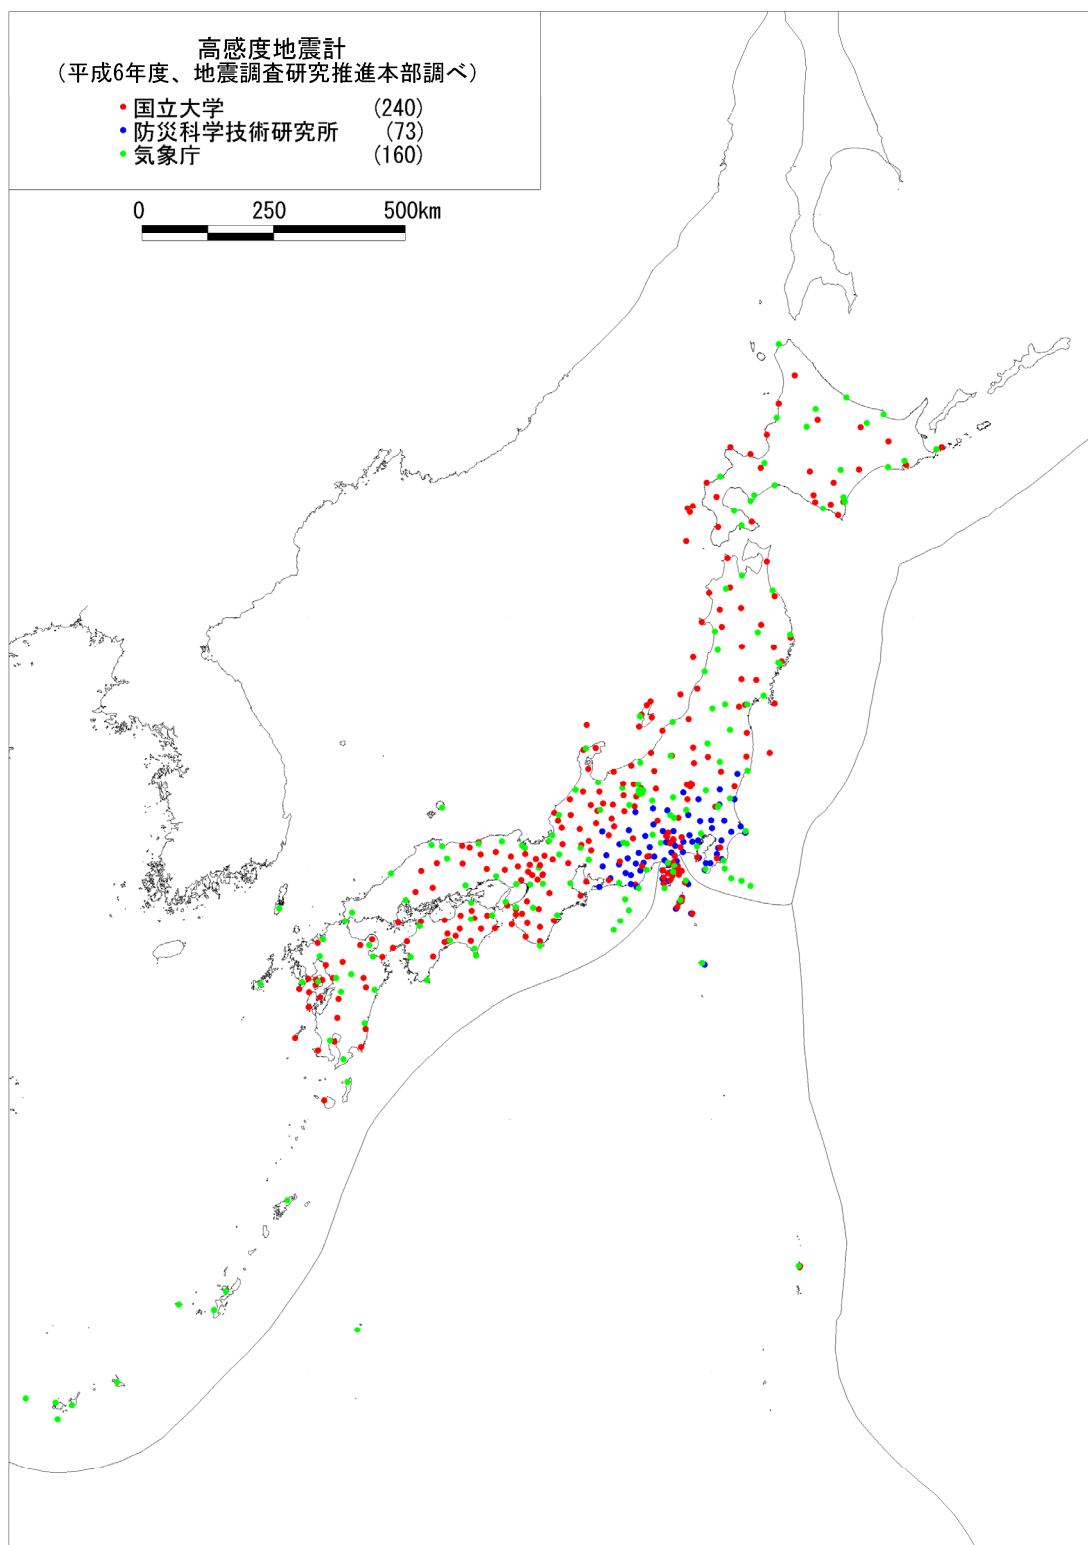 高感度地震計
（平成6年度、地震調査研究推進本部調べ）
国立大学 (240)
防災科学技術研究所 (73)
気象庁 (160)
0 250 500km